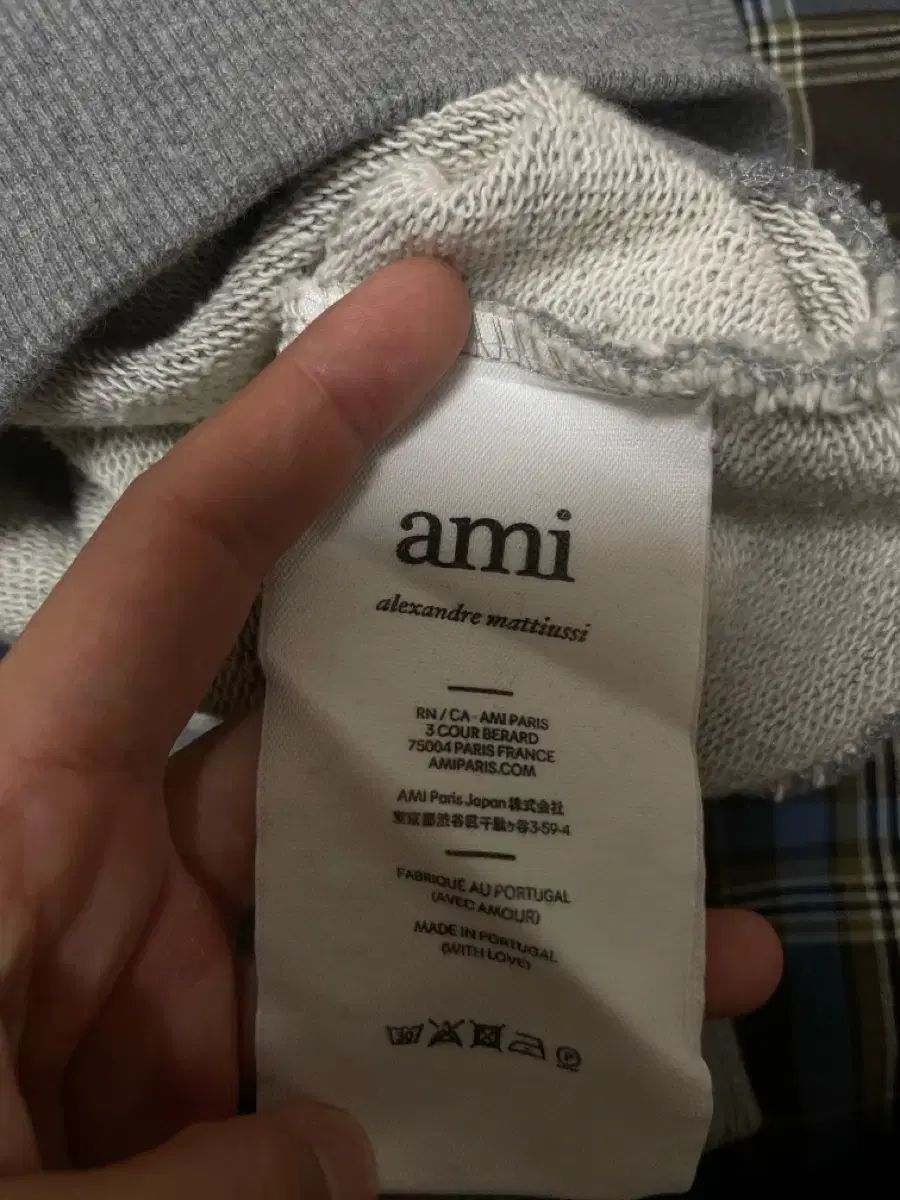 ami
alexandre mattiussi
RN / CA - AMI PARIS
3 COUR BERARD
75004 PARIS FRANCE
AMIPARIS.COM
AMI Paris Japan 株式会社
東京都渋谷区千駄ヶ谷3-59-4
FABRIQUÉ AU PORTUGAL
(AVEC AMOUR)
MADE IN PORTUGAL
(WITH LOVE)
30 P